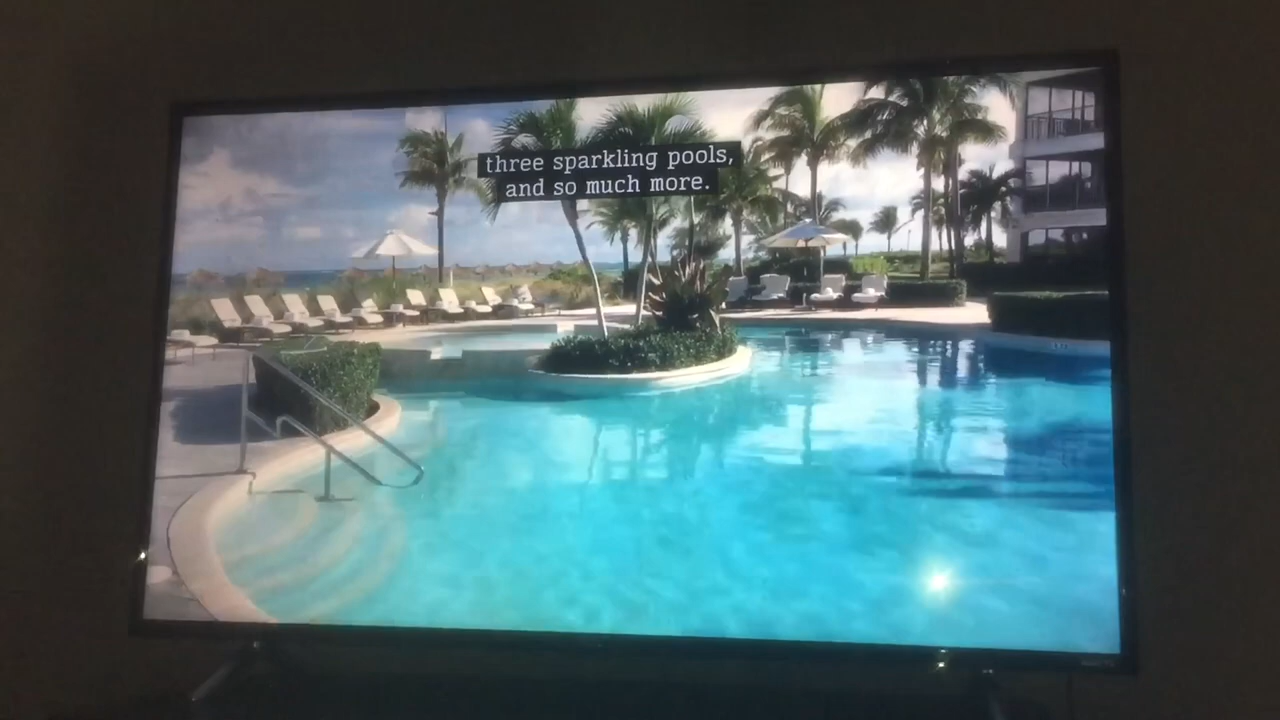 three sparkling pools,
and so much more.